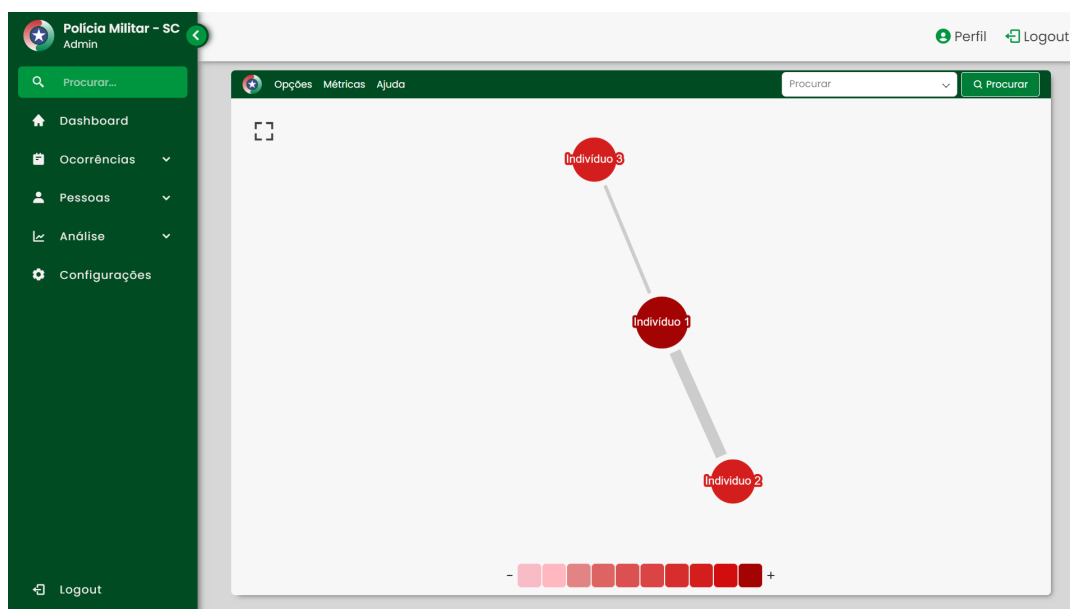 Polícia Militar - SC
Admin
Perfil
Logout
Procurar...
Dashboard
Ocorrências
Pessoas
Análise
Configurações
Logout
Opções Métricas Ajuda
Procurar
Procurar
Indivíduo 3
Indivíduo 1
Individuo 2
- +